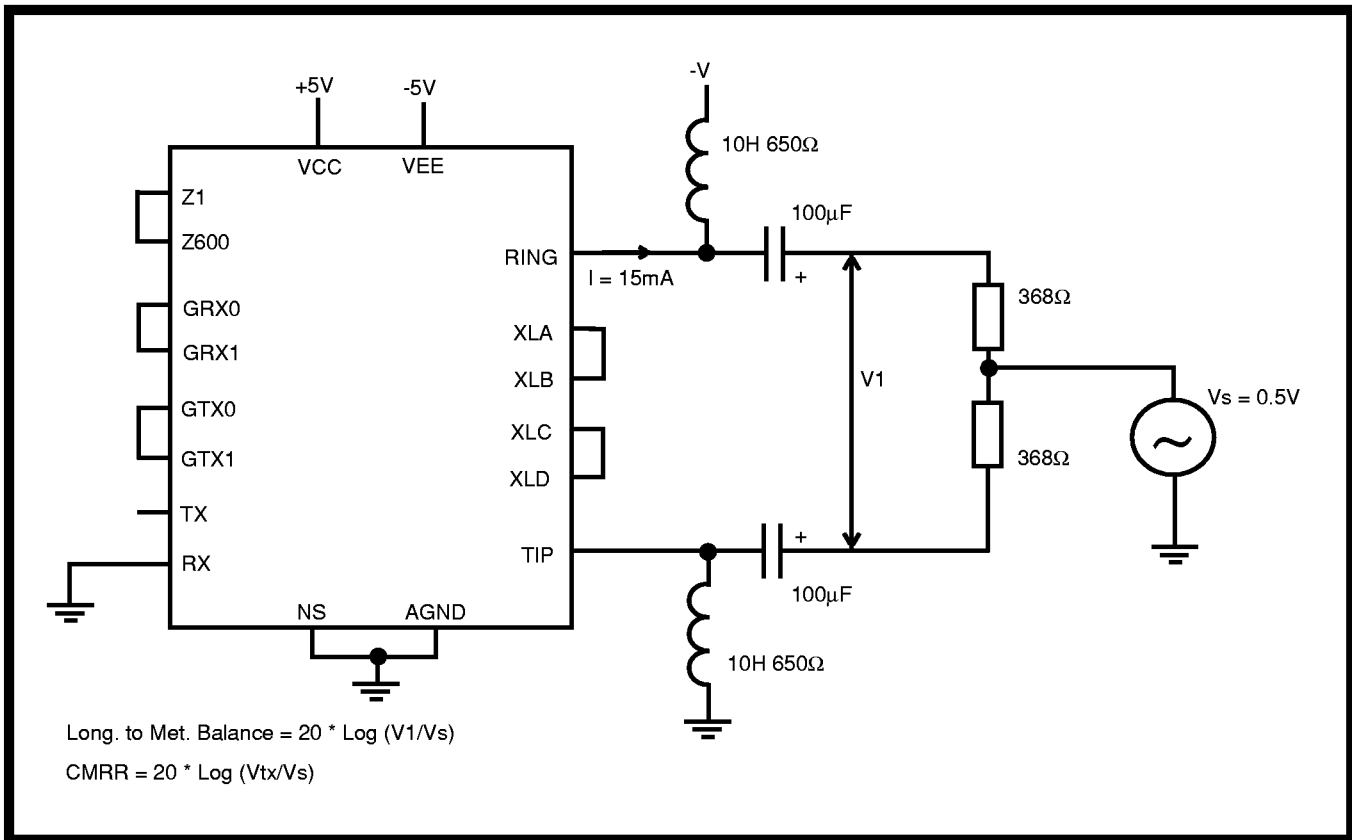 +5V
-5V
-V
VCC
VEE
10H 650Ω
Z1
Z600
100μF
RING
+
I = 15mA
GRX0
GRX1
368Ω
XLA
XLB
V1
Vs = 0.5V
GTX0
GTX1
XLC
XLD
368Ω
TX
RX
TIP
+
100μF
NS
AGND
10H 650Ω
Long. to Met. Balance = 20 * Log (V1/Vs)
CMRR = 20 * Log (Vtx/Vs)